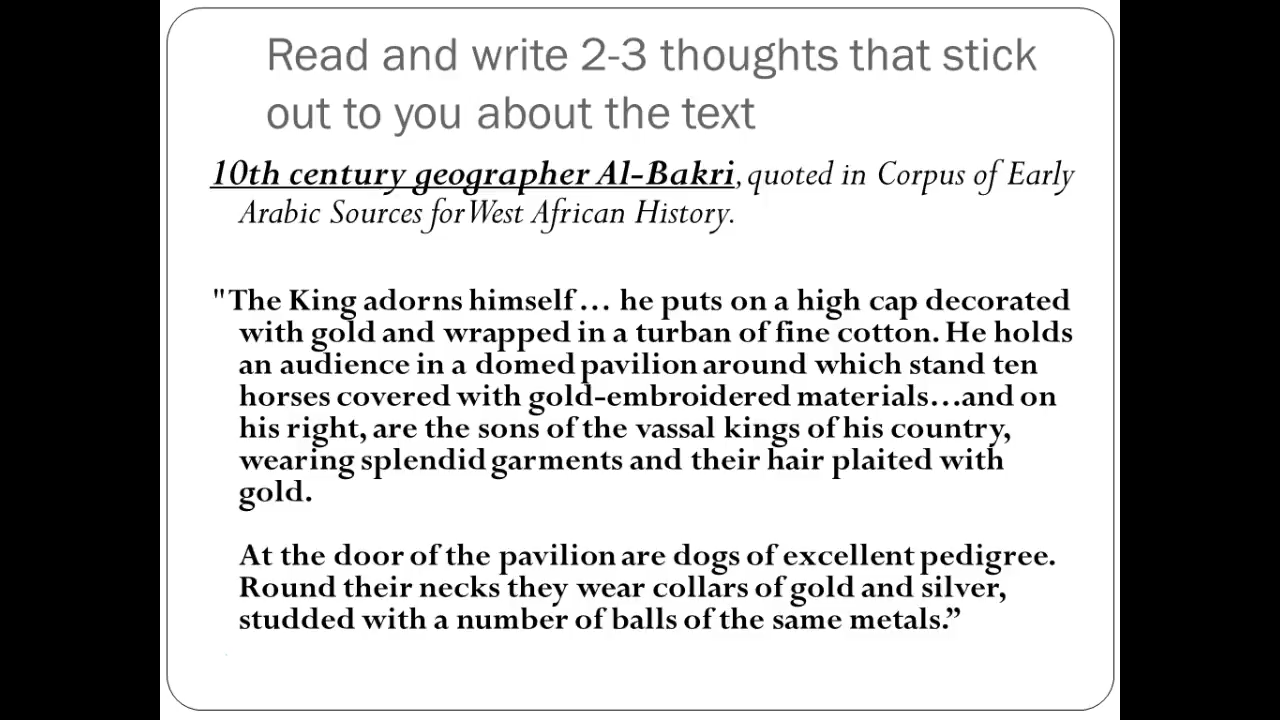 Read and write 2-3 thoughts that stick
out to you about the text
10th century geographer Al-Bakri, quoted in Corpus of Early
Arabic Sources for West African History.
"The King adorns himself … he puts on a high cap decorated
with gold and wrapped in a turban of fine cotton. He holds
an audience in a domed pavilion around which stand ten
horses covered with gold-embroidered materials…and on
his right, are the sons of the vassal kings of his country,
wearing splendid garments and their hair plaited with
gold.
At the door of the pavilion are dogs of excellent pedigree.
Round their necks they wear collars of gold and silver,
studded with a number of balls of the same metals.”